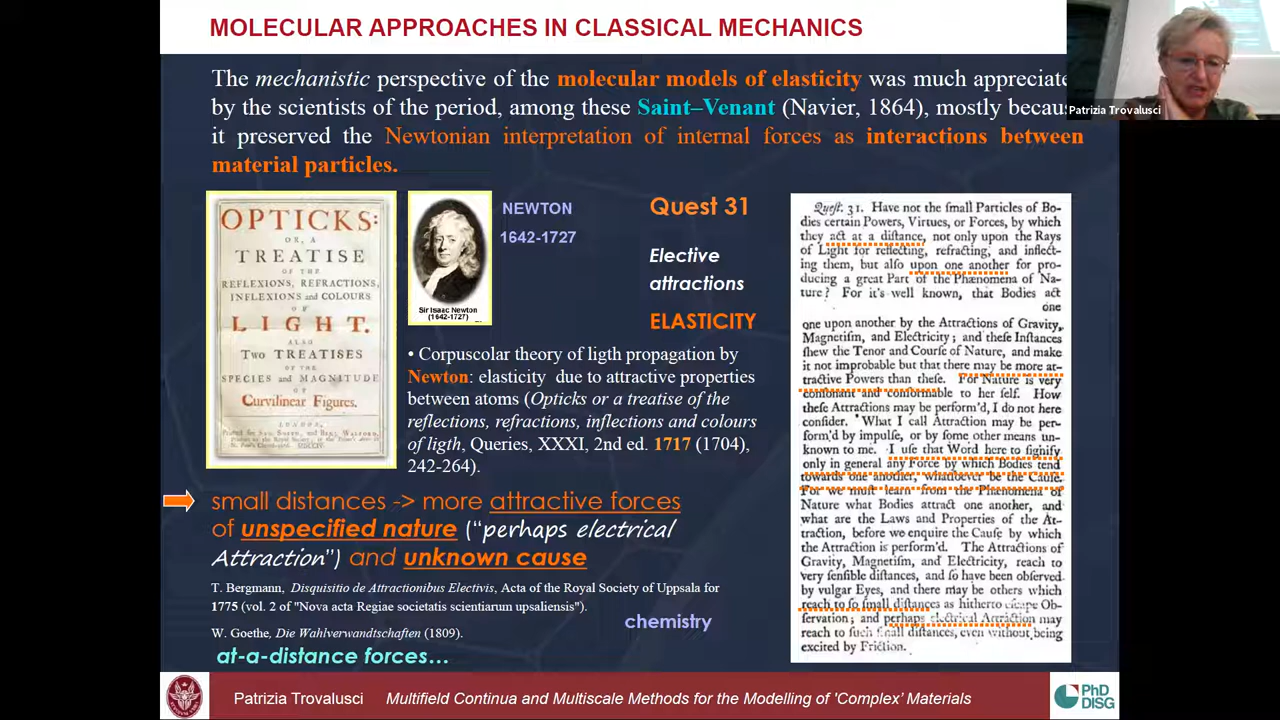 MOLECULAR APPROACHES IN CLASSICAL MECHANICS
Patrizia Trovalusci
The mechanistic perspective of the molecular models of elasticity was much appreciate
by the scientists of the period, among these Saint–Venant (Navier, 1864), mostly becau
it preserved the Newtonian interpretation of internal forces as interactions between
material particles.
OPTICKS:
OR, A
TREATISE
OF THE
REFLEXIONS, REFRACTIONS,
INFLEXIONS and COLOURS
OF
LIGHT.
ALSO
Two TREATISES
OF THE
SPECIES and MAGNITUDE
OF
Curvilinear Figures.
LONDON,
Sir Isaac Newton
(1642-1727)
NEWTON
1642-1727
Quest 31
Elective
attractions
ELASTICITY
• Corpuscolar theory of ligth propagation by
Newton: elasticity due to attractive properties
between atoms (Opticks or a treatise of the
reflections, refractions, inflections and colours
of ligth, Queries, XXXI, 2nd ed. 1717 (1704),
242-264).
small distances -> more attractive forces
of unspecified nature (“perhaps electrical
Attraction”) and unknown cause
T. Bergmann, Disquisitio de Attractionibus Electivis, Acta of the Royal Society of Uppsala for
1775 (vol. 2 of "Nova acta Regiae societatis scientiarum upsaliensis").
W. Goethe, Die Wahlverwandtschaften (1809).
chemistry
at-a-distance forces…
Queſt. 31. Have not the ſmall Particles of Bo-
dies certain Powers, Virtues, or Forces, by which
they act at a diſtance, not only upon the Rays
of Light for reflecting, refracting, and inflect-
ing them, but alſo upon one another for pro-
ducing a great Part of the Phænomena of Na-
ture? For it's well known, that Bodies act
one
one upon another by the Attractions of Gravity,
Magnetiſm, and Electricity; and theſe Inſtances
ſhew the Tenor and Courſe of Nature, and make
it not improbable but that there may be more at-
tractive Powers than theſe. For Nature is very
conſonant and conformable to her ſelf. How
theſe Attractions may be perform'd, I do not here
conſider. What I call Attraction may be per-
form'd by impulſe, or by ſome other means un-
known to me. I uſe that Word here to ſignify
only in general any Force by which Bodies tend
towards one another, whatſoever be the Cauſe.
For we muſt learn from the Phænomena of
Nature what Bodies attract one another, and
what are the Laws and Properties of the At-
traction, before we enquire the Cauſe by which
the Attraction is perform'd. The Attractions of
Gravity, Magnetiſm, and Electricity, reach to
very ſenſible diſtances, and ſo have been obſerved
by vulgar Eyes, and there may be others which
reach to ſo ſmall diſtances as hitherto eſcape Ob-
ſervation; and perhaps electrical Attraction may
reach to ſuch ſmall diſtances, even without being
excited by Friction.
Patrizia Trovalusci
Multifield Continua and Multiscale Methods for the Modelling of 'Complex' Materials
PhD
DISG